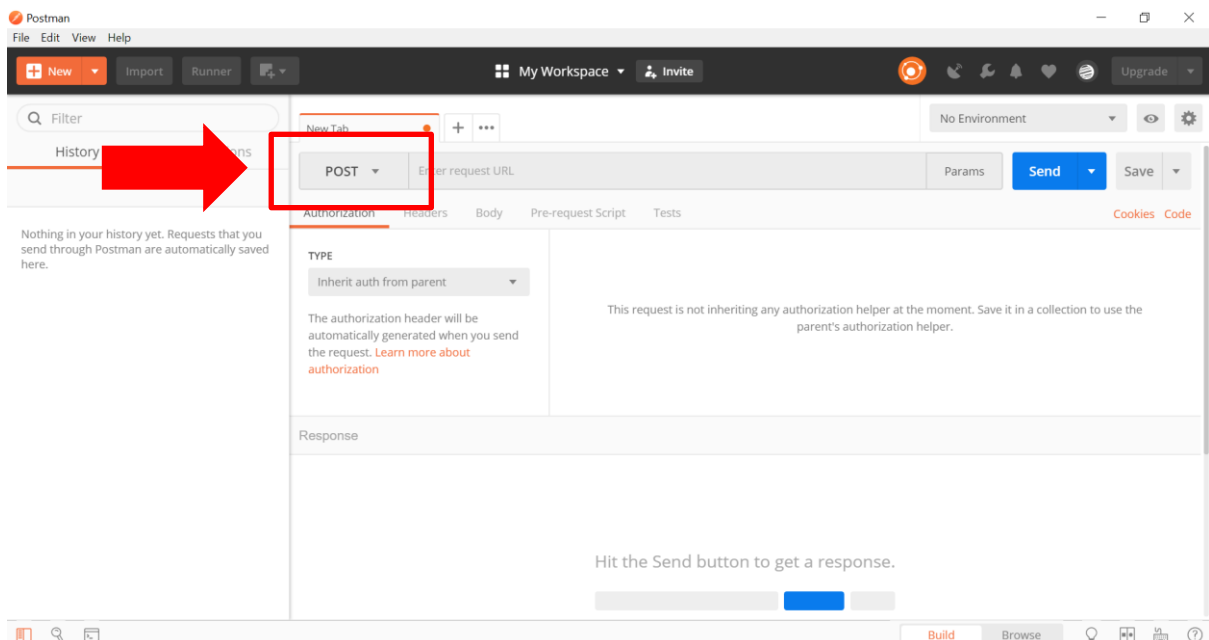 Postman
File Edit View Help
New Import Runner My Workspace Invite Upgrade
Filter
History
New Tab
No Environment
POST Enter request URL Params Send Save
Authorization Headers Body Pre-request Script Tests Cookies Code
Nothing in your history yet. Requests that you
send through Postman are automatically saved
here.
TYPE
Inherit auth from parent
The authorization header will be
automatically generated when you send
the request. Learn more about
authorization
This request is not inheriting any authorization helper at the moment. Save it in a collection to use the
parent's authorization helper.
Response
Hit the Send button to get a response.
Build Browse